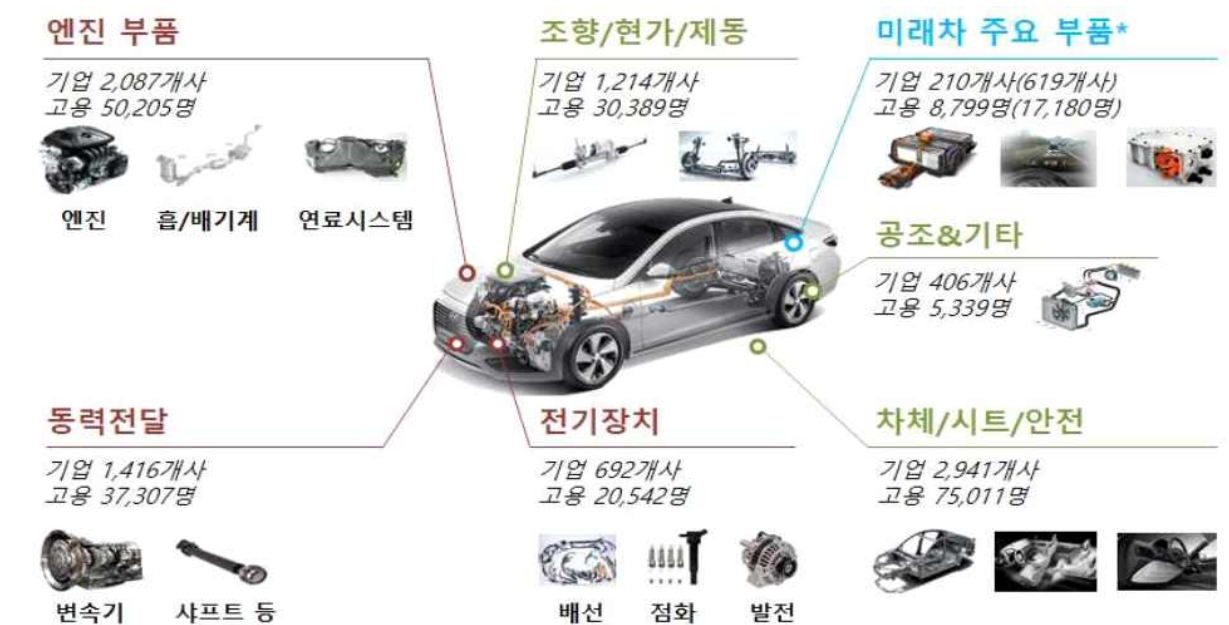 엔진 부품
기업 2,087개사
고용 50,205명
엔진
흡/배기계
연료시스템
조향/현가/제동
기업 1,214개사
고용 30,389명
미래차 주요 부품*
기업 210개사(619개사)
고용 8,799명(17,180명)
공조&기타
기업 406개사
고용 5,339명
동력전달
기업 1,416개사
고용 37,307명
변속기
샤프트 등
전기장치
기업 692개사
고용 20,542명
배선
점화
발전
차체/시트/안전
기업 2,941개사
고용 75,011명